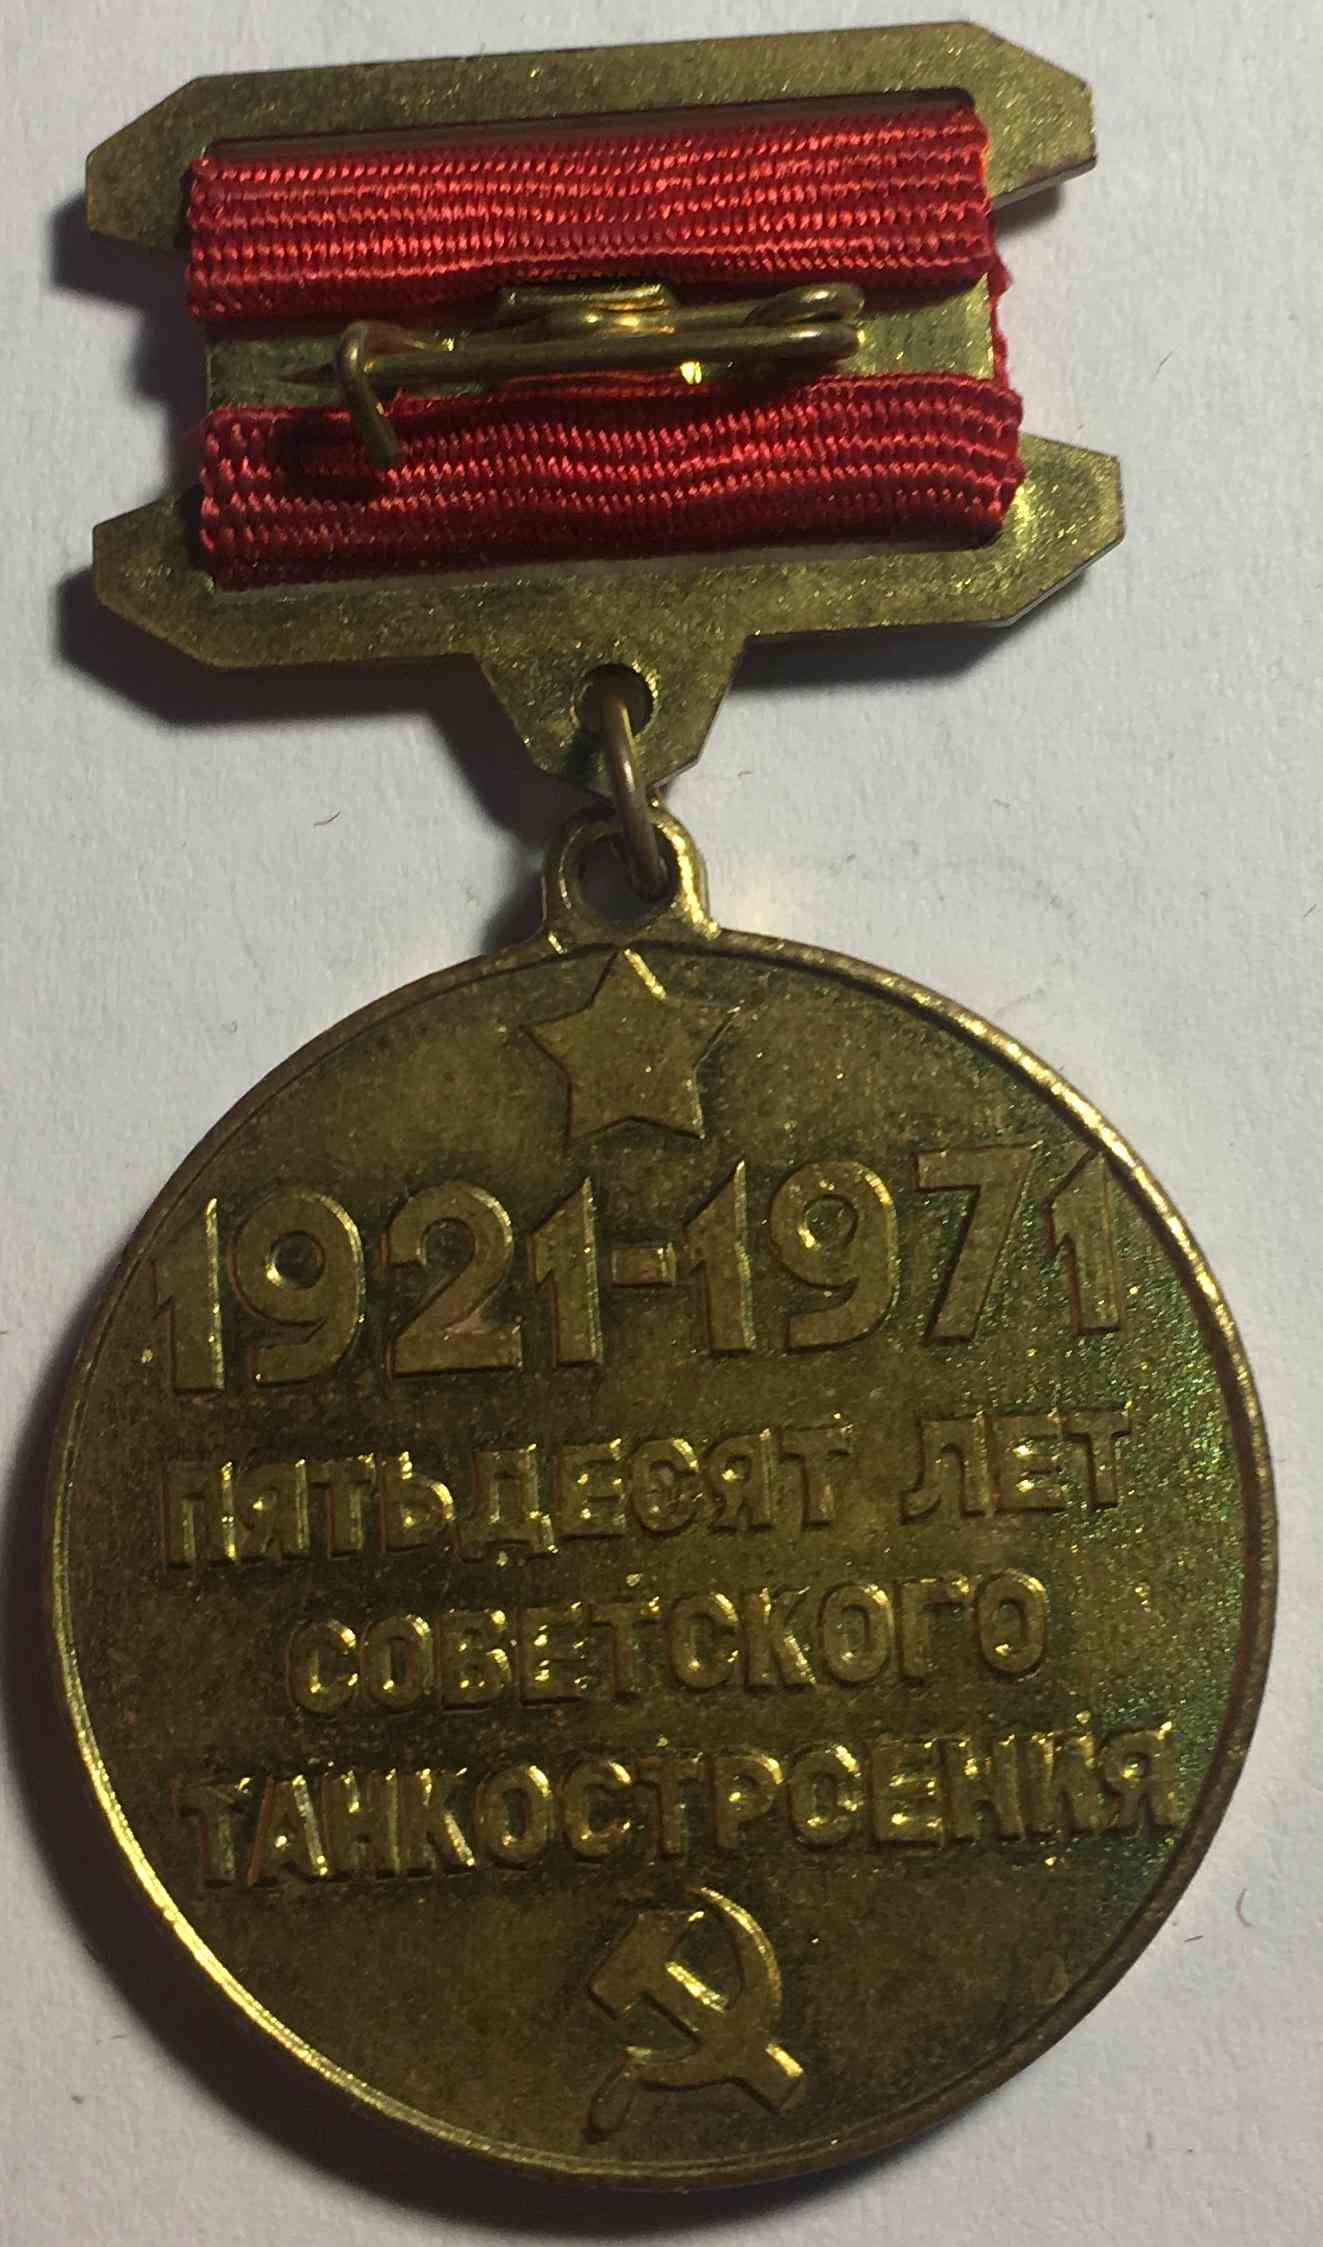 1921-1971
ПЯТЬДЕСЯТ ЛЕТ
СОВЕТСКОГО
ТАНКОСТРОЕНИЯ